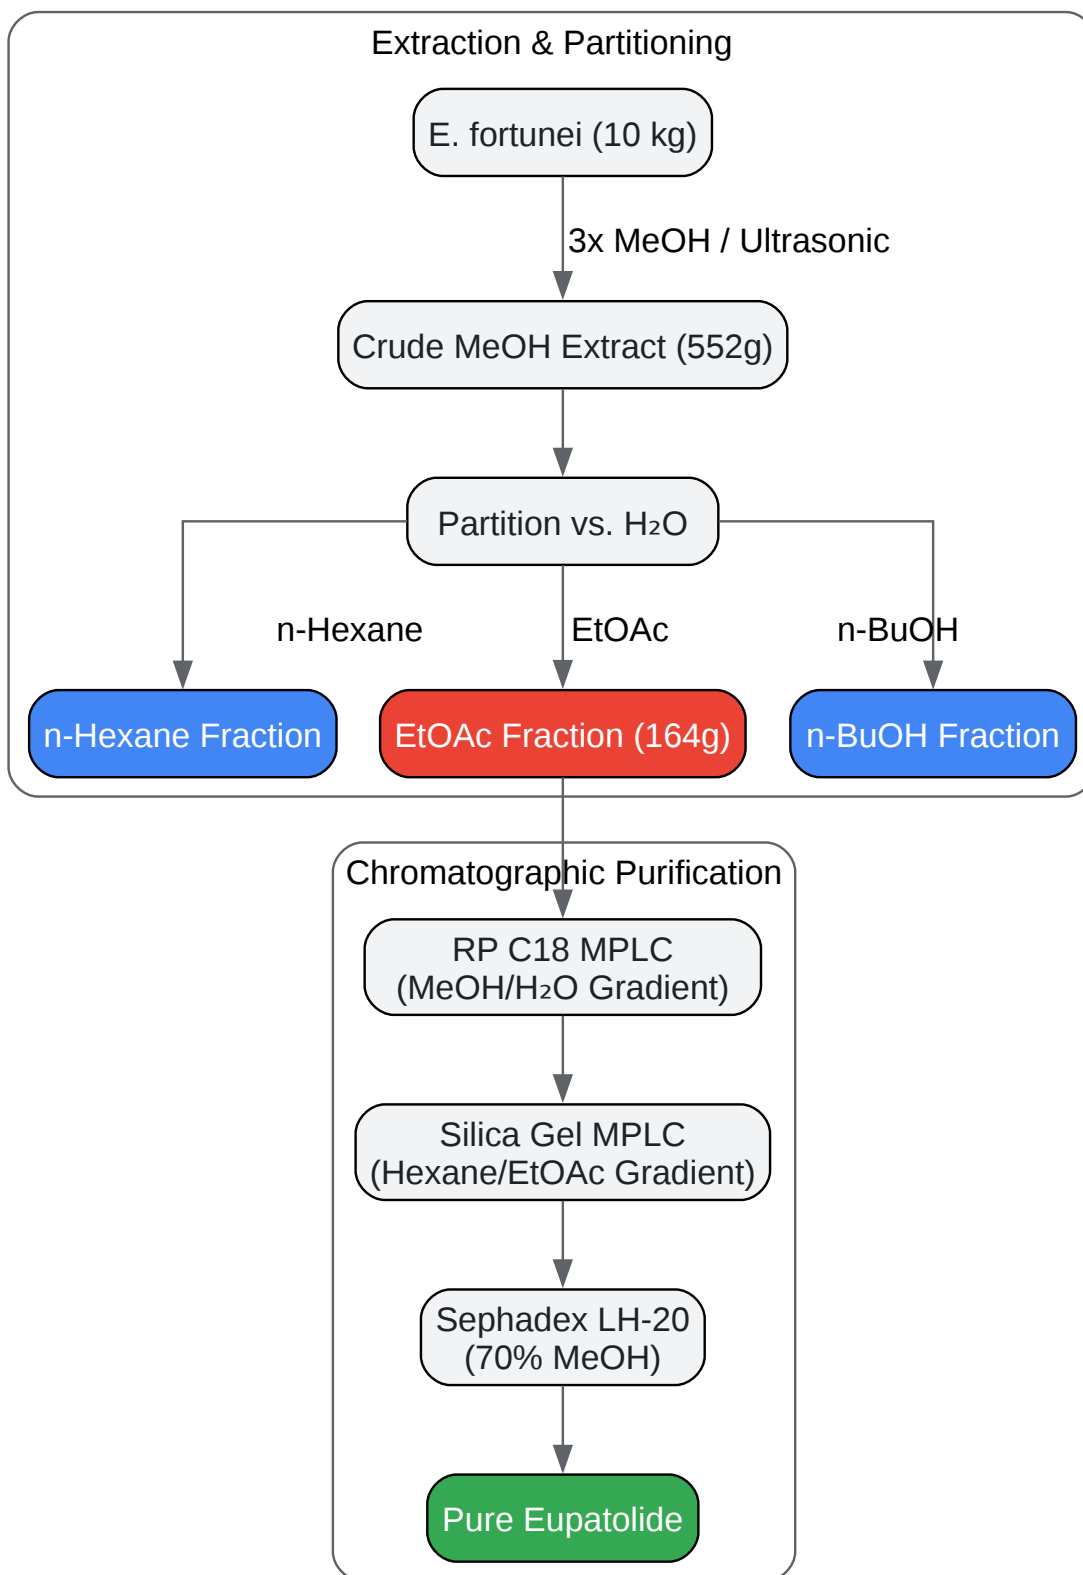 Extraction & Partitioning
E. fortunei (10 kg)
3x MeOH / Ultrasonic
Crude MeOH Extract (552g)
Partition vs. H₂O
n-Hexane
EtOAc
n-BuOH
n-Hexane Fraction
EtOAc Fraction (164g)
n-BuOH Fraction
Chromatographic Purification
RP C18 MPLC
(MeOH/H₂O Gradient)
Silica Gel MPLC
(Hexane/EtOAc Gradient)
Sephadex LH-20
(70% MeOH)
Pure Eupatolide